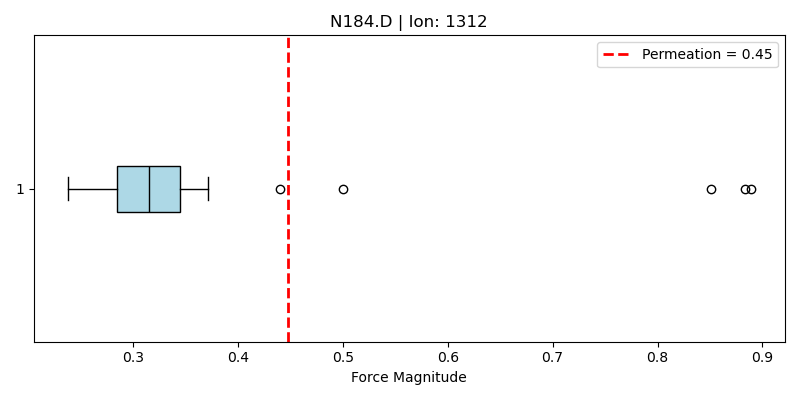 N184.D | Ion: 1312
Permeation = 0.45
1
0.3 0.4 0.5 0.6 0.7 0.8 0.9
Force Magnitude